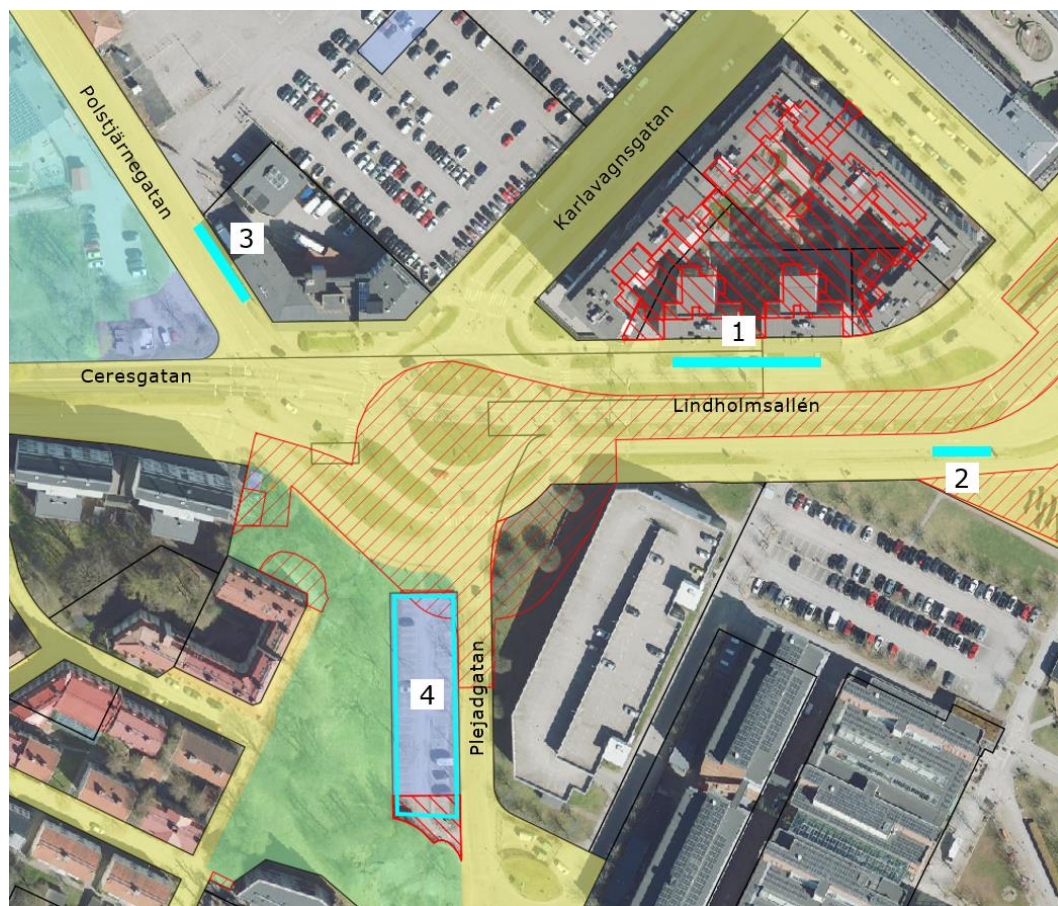 Polstjärnegatan
Karlavagnsgatan
3
1
Ceresgatan
Lindholmsallén
2
4
Plejadgatan